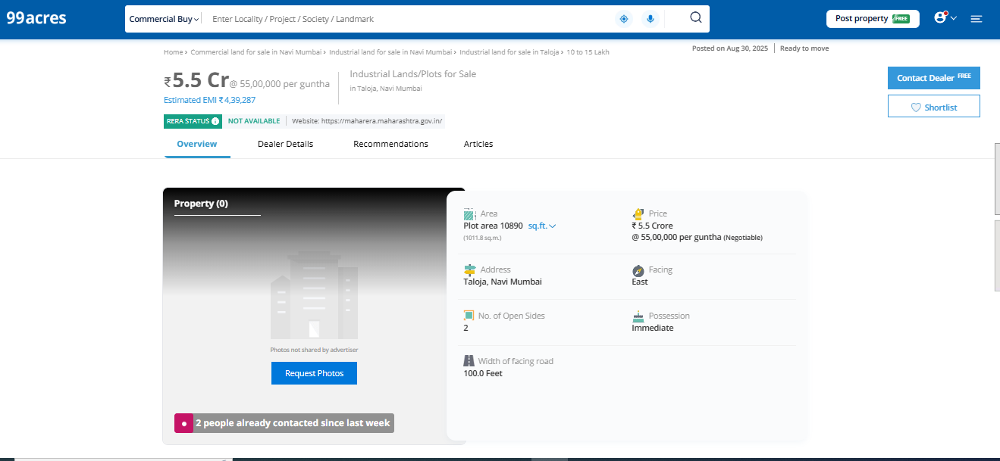 99acres
Commercial Buy
Enter Locality / Project / Society / Landmark
Post property FREE
Home › Commercial land for sale in Navi Mumbai › Industrial land for sale in Navi Mumbai › Industrial land for sale in Taloja › 10 to 15 Lakh
Posted on Aug 30, 2025 | Ready to move
₹5.5 Cr @ 55,00,000 per guntha
Estimated EMI ₹4,39,287
Industrial Lands/Plots for Sale
in Taloja, Navi Mumbai
Contact Dealer FREE
Shortlist
RERA STATUS i NOT AVAILABLE | Website: https://maharera.maharashtra.gov.in/
Overview
Dealer Details
Recommendations
Articles
Property (0)
Photos not shared by advertiser
Request Photos
2 people already contacted since last week
Area
Plot area 10890 sq.ft.
(1011.8 sq.m.)
Price
₹ 5.5 Crore
@ 55,00,000 per guntha (Negotiable)
Address
Taloja, Navi Mumbai
Facing
East
No. of Open Sides
2
Possession
Immediate
Width of facing road
100.0 Feet